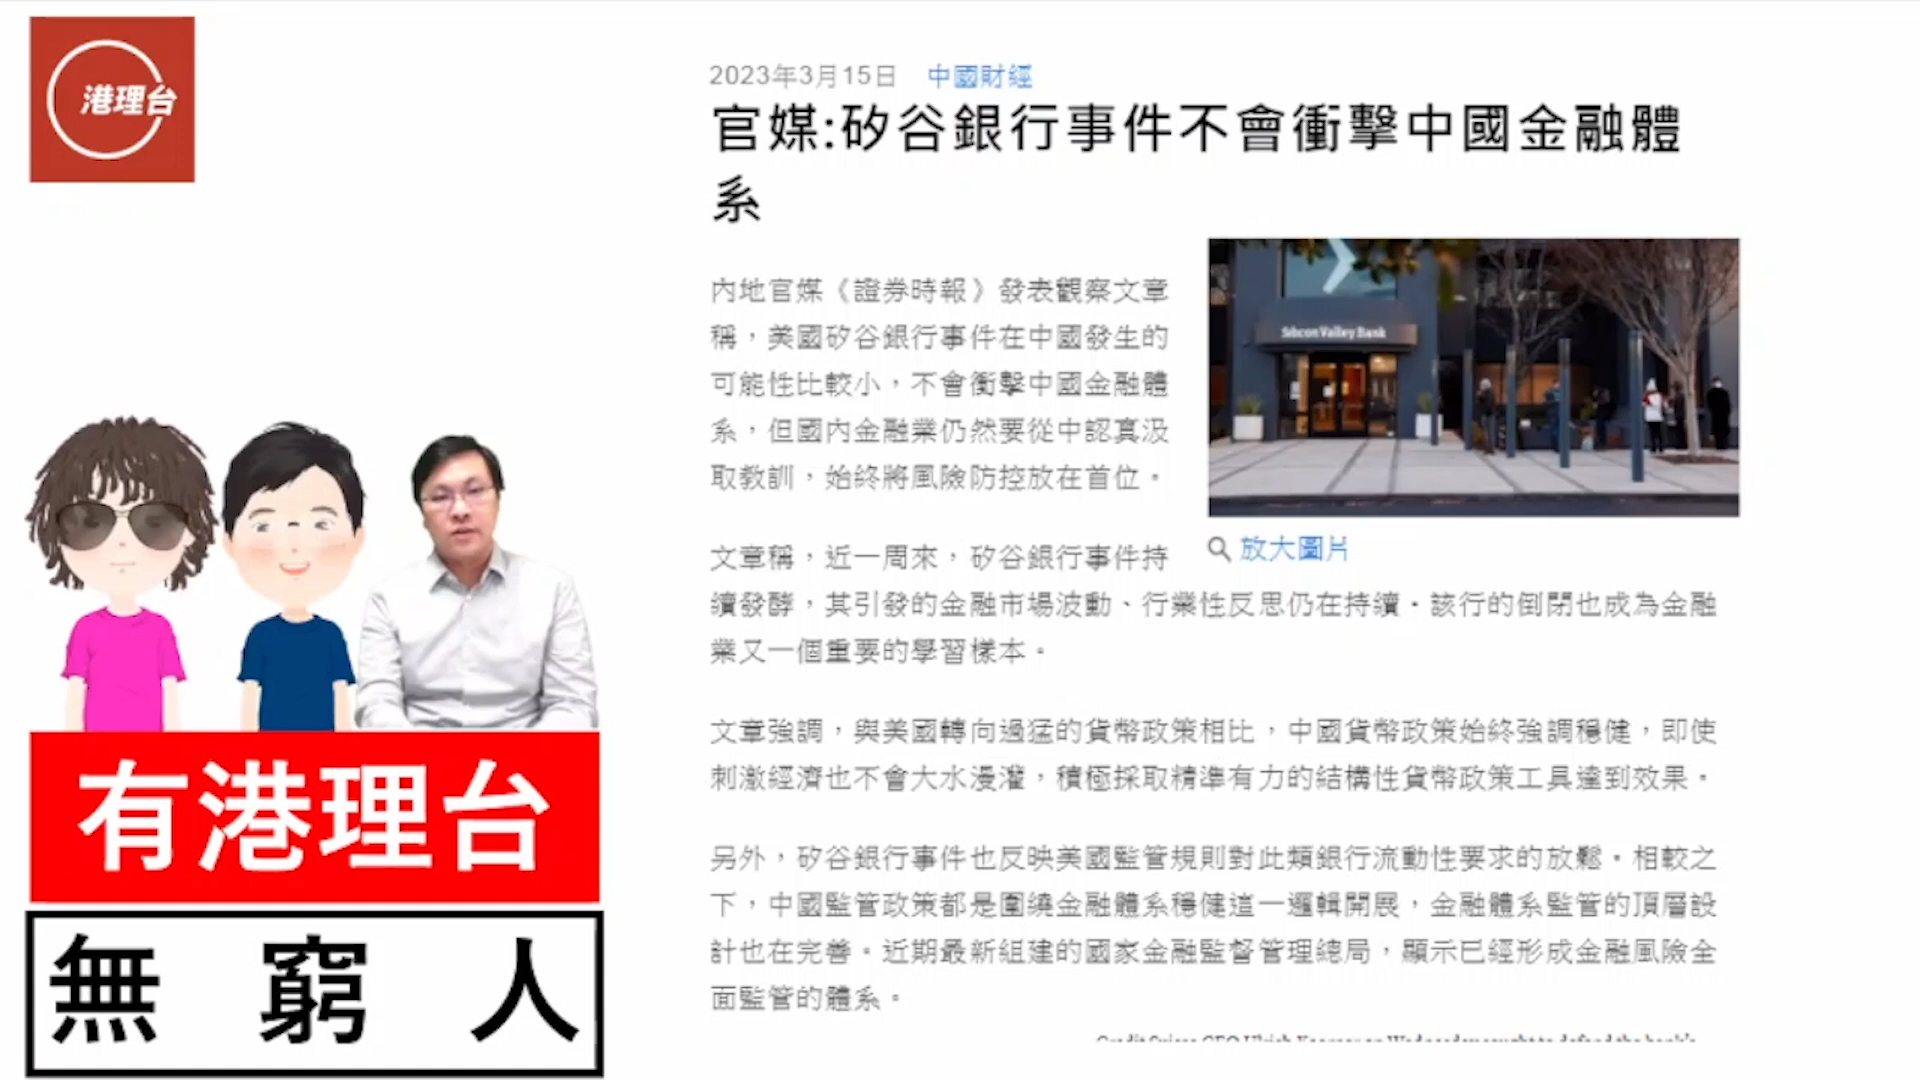 港理台
2023年3月15日 中國財經
官媒:矽谷銀行事件不會衝擊中國金融體
系
內地官媒《證券時報》發表觀察文章
稱，美國矽谷銀行事件在中國發生的
可能性比較小，不會衝擊中國金融體
系，但國內金融業仍然要從中認真汲
取教訓，始終將風險防控放在首位。
Silicon Valley Bank
放大圖片
文章稱，近一周來，矽谷銀行事件持
續發酵，其引發的金融市場波動、行業性反思仍在持續。該行的倒閉也成為金融
業又一個重要的學習樣本。
文章強調，與美國轉向過猛的貨幣政策相比，中國貨幣政策始終強調穩健，即使
刺激經濟也不會大水漫灌，積極採取精準有力的結構性貨幣政策工具達到效果。
另外，矽谷銀行事件也反映美國監管規則對此類銀行流動性要求的放鬆。相較之
下，中國監管政策都是圍繞金融體系穩健這一邏輯開展，金融體系監管的頂層設
計也在完善。近期最新組建的國家金融監督管理總局，顯示已經形成金融風險全
面監管的體系。
有港理台
無窮人